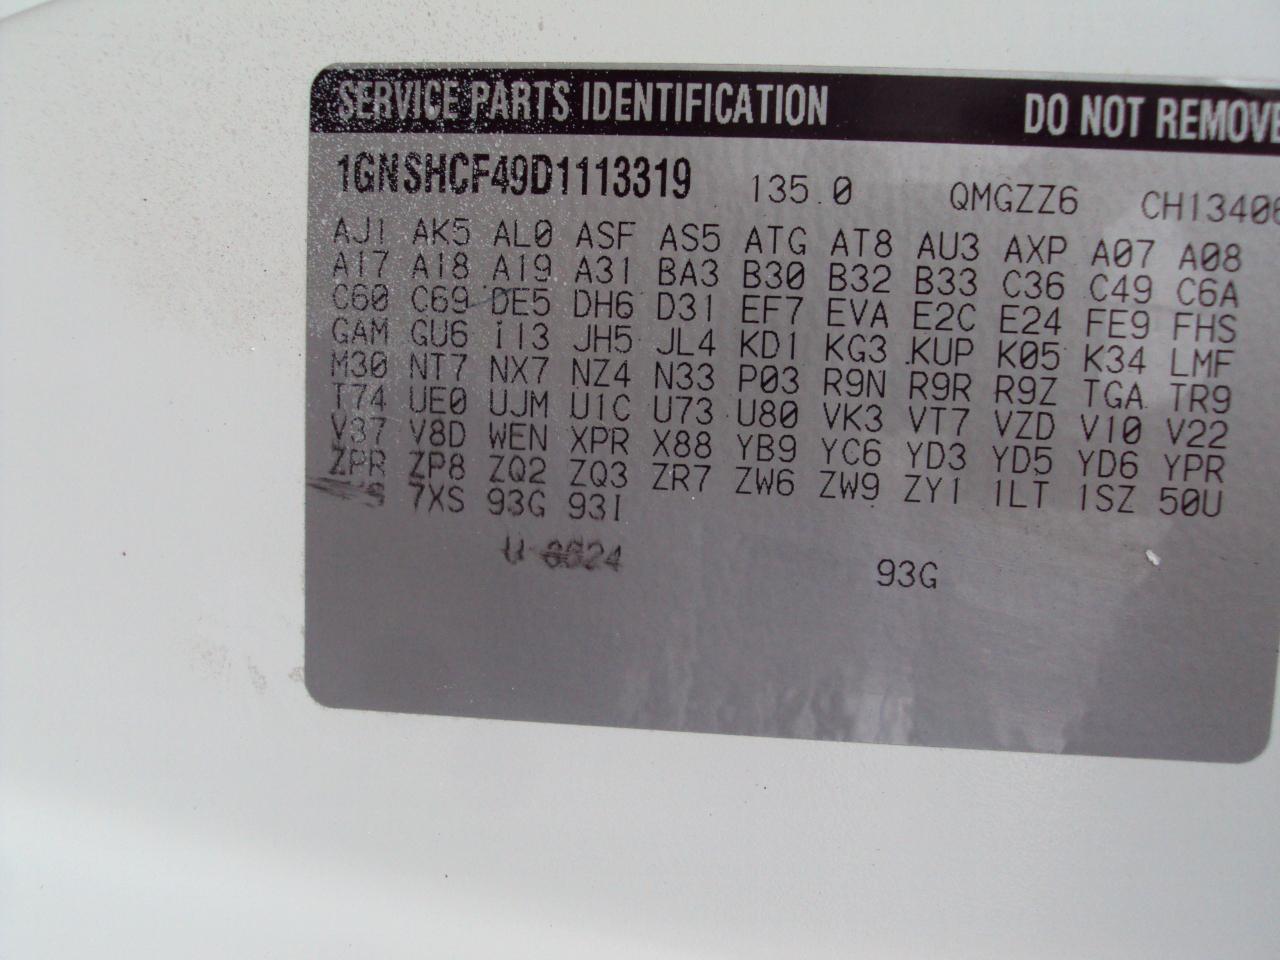 SERVICE PARTS IDENTIFICATION DO NOT REMOVE
1GNSHCF49D1113319 135.0 QMGZZ6 CH13406
AJ1 AK5 AL0 ASF AS5 ATG AT8 AU3 AXP A07 A08
A17 A18 A19 A31 BA3 B30 B32 B33 C36 C49 C6A
C60 C69 DE5 DH6 D31 EF7 EVA E2C E24 FE9 FHS
GAM GU6 I13 JH5 JL4 KD1 KG3 KUP K05 K34 LMF
M30 NT7 NX7 NZ4 N33 P03 R9N R9R R9Z TGA TR9
T74 UE0 UJM U1C U73 U80 VK3 VT7 VZD V10 V22
V37 V8D WEN XPR X88 YB9 YC6 YD3 YD5 YD6 YPR
ZPR ZP8 ZQ2 ZQ3 ZR7 ZW6 ZW9 ZY1 1LT 1SZ 50U
7XS 93G 93I
93G